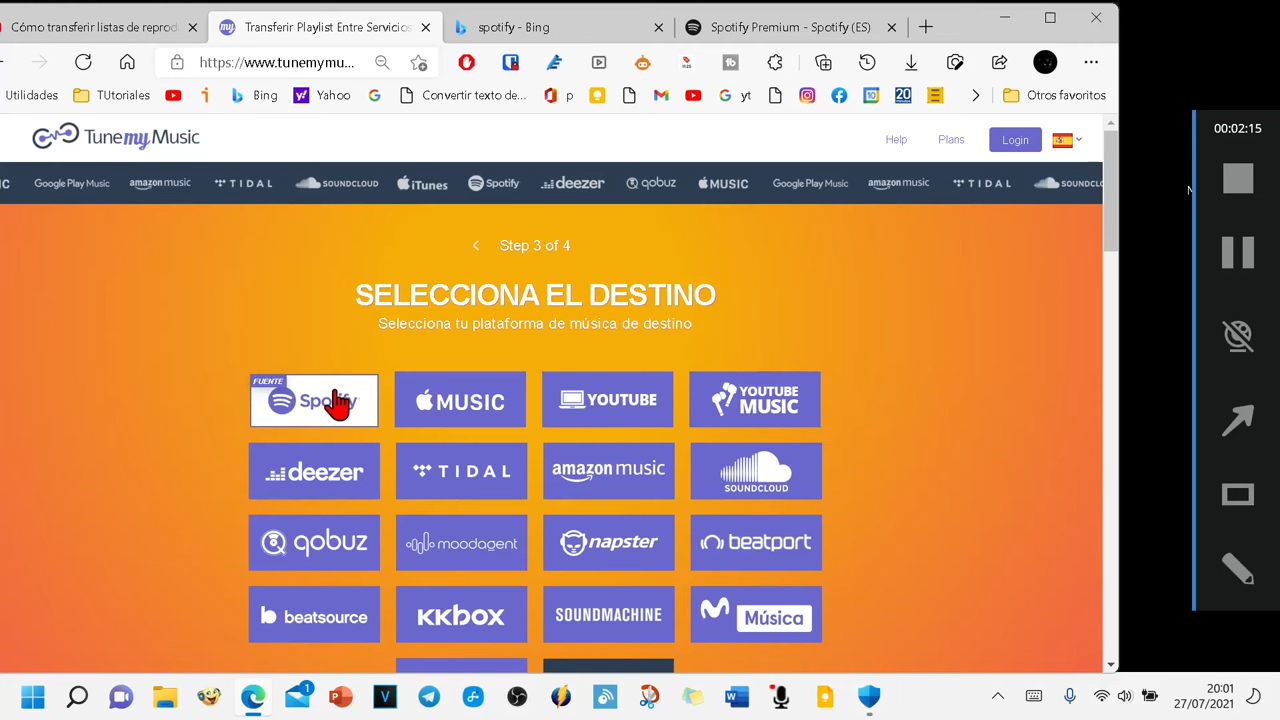 Cómo transferir listas de reprod
Transferir Playlist Entre Servicios
spotify - Bing
Spotify Premium - Spotify (ES)
https://www.tunemymu...
Utilidades
TUtoriales
Bing
Yahoo
Convertir texto de...
p
yt
Otros favoritos
TunemyMusic
Help
Plans
Login
Google Play Music
amazon music
TIDAL
SOUNDCLOUD
iTunes
Spotify
deezer
qobuz
MUSIC
Google Play Music
amazon music
TIDAL
SOUNDCLO
Step 3 of 4
SELECCIONA EL DESTINO
Selecciona tu plataforma de música de destino
FUENTE
Spotify
MUSIC
YOUTUBE
YOUTUBE MUSIC
deezer
TIDAL
amazon music
SOUNDCLOUD
qobuz
moodagent
napster
beatport
beatsource
KKBOX
SOUNDMACHINE
Música
00:02:15
20:01
27/07/2021